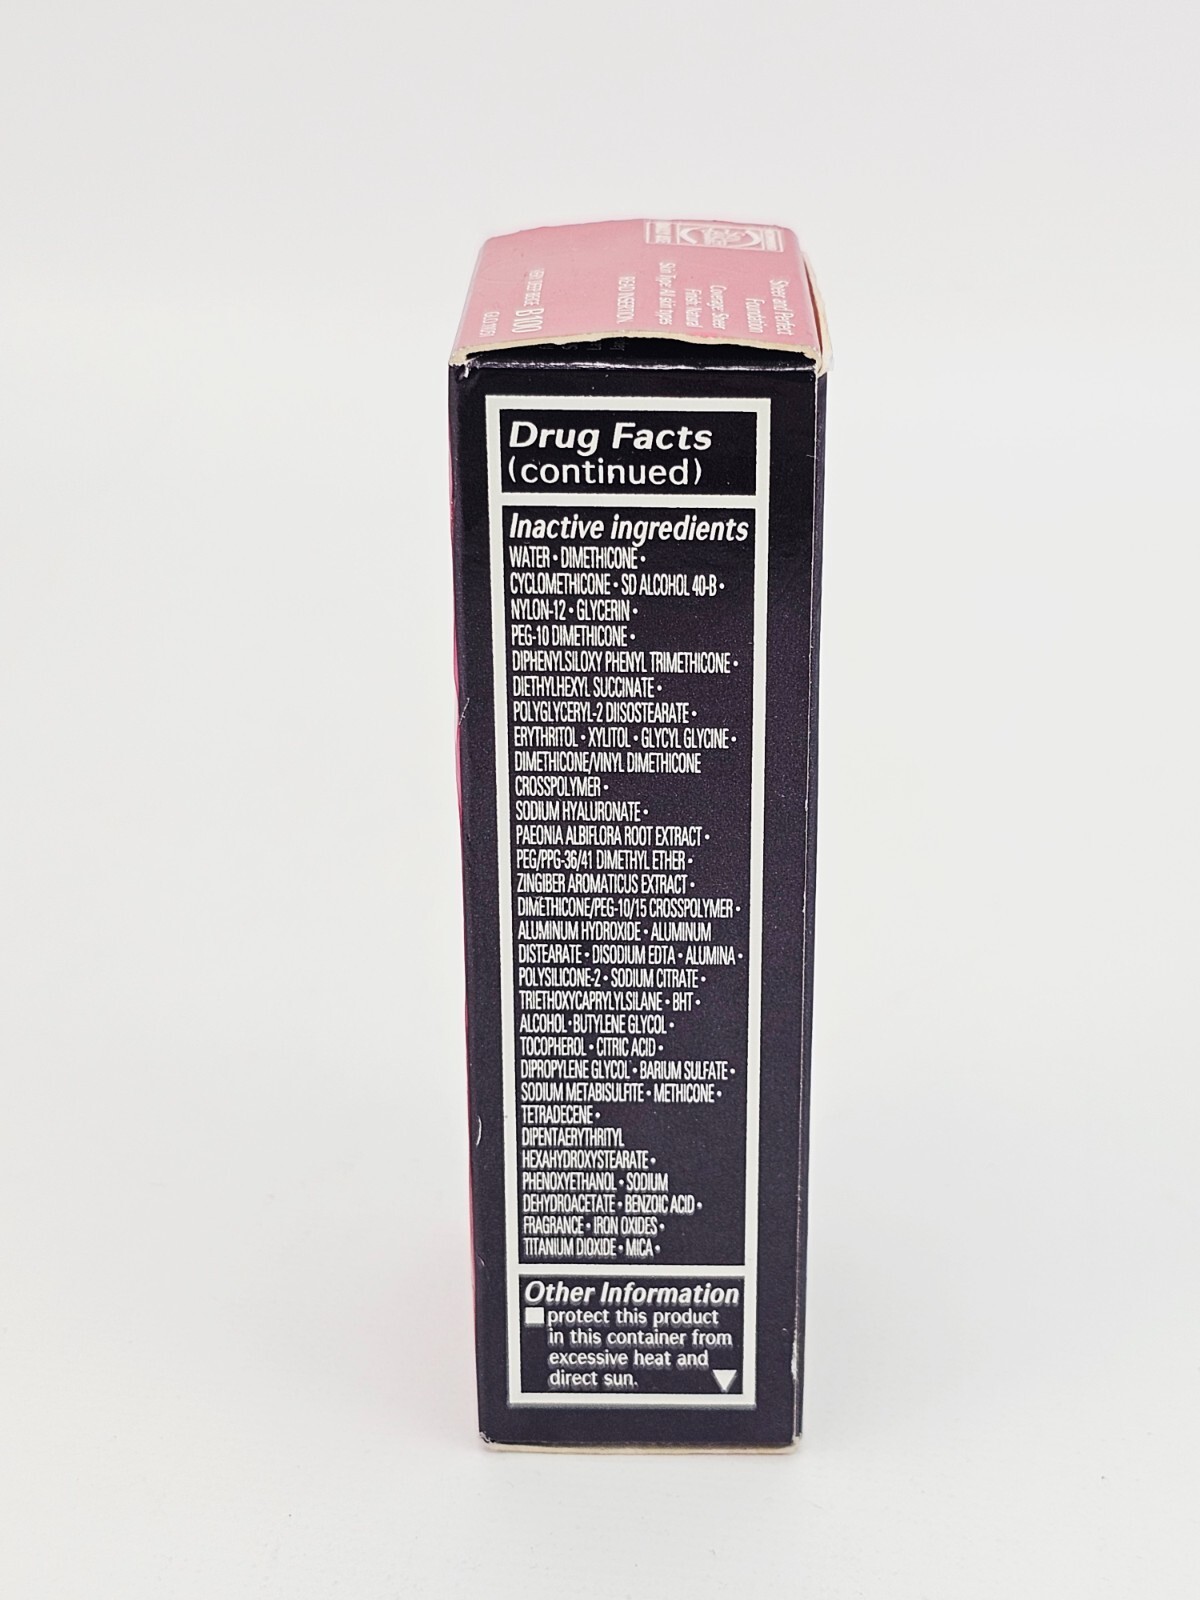 Sheer and Perfect
Foundation
Coverage: Sheer
Finish: Natural
Skin Type: All skin types
READ INSERTION.
VERY DEEP BEIGE B100
Drug Facts
(continued)
Inactive ingredients
WATER • DIMETHICONE •
CYCLOMETHICONE • SD ALCOHOL 40-B •
NYLON-12 • GLYCERIN •
PEG-10 DIMETHICONE •
DIPHENYLSILOXY PHENYL TRIMETHICONE •
DIETHYLHEXYL SUCCINATE •
POLYGLYCERYL-2 DIISOSTEARATE •
ERYTHRITOL • XYLITOL • GLYCYL GLYCINE •
DIMETHICONE/VINYL DIMETHICONE
CROSSPOLYMER •
SODIUM HYALURONATE •
PAEONIA ALBIFLORA ROOT EXTRACT •
PEG/PPG-36/41 DIMETHYL ETHER •
ZINGIBER AROMATICUS EXTRACT •
DIMETHICONE/PEG-10/15 CROSSPOLYMER •
ALUMINUM HYDROXIDE • ALUMINUM
DISTEARATE • DISODIUM EDTA • ALUMINA •
POLYSILICONE-2 • SODIUM CITRATE •
TRIETHOXYCAPRYLYLSILANE • BHT •
ALCOHOL • BUTYLENE GLYCOL •
TOCOPHEROL • CITRIC ACID •
DIPROPYLENE GLYCOL • BARIUM SULFATE •
SODIUM METABISULFITE • METHICONE •
TETRADECENE •
DIPENTAERYTHRITYL
HEXAHYDROXYSTEARATE •
PHENOXYETHANOL • SODIUM
DEHYDROACETATE • BENZOIC ACID •
FRAGRANCE • IRON OXIDES •
TITANIUM DIOXIDE • MICA •
Other Information
protect this product
in this container from
excessive heat and
direct sun.